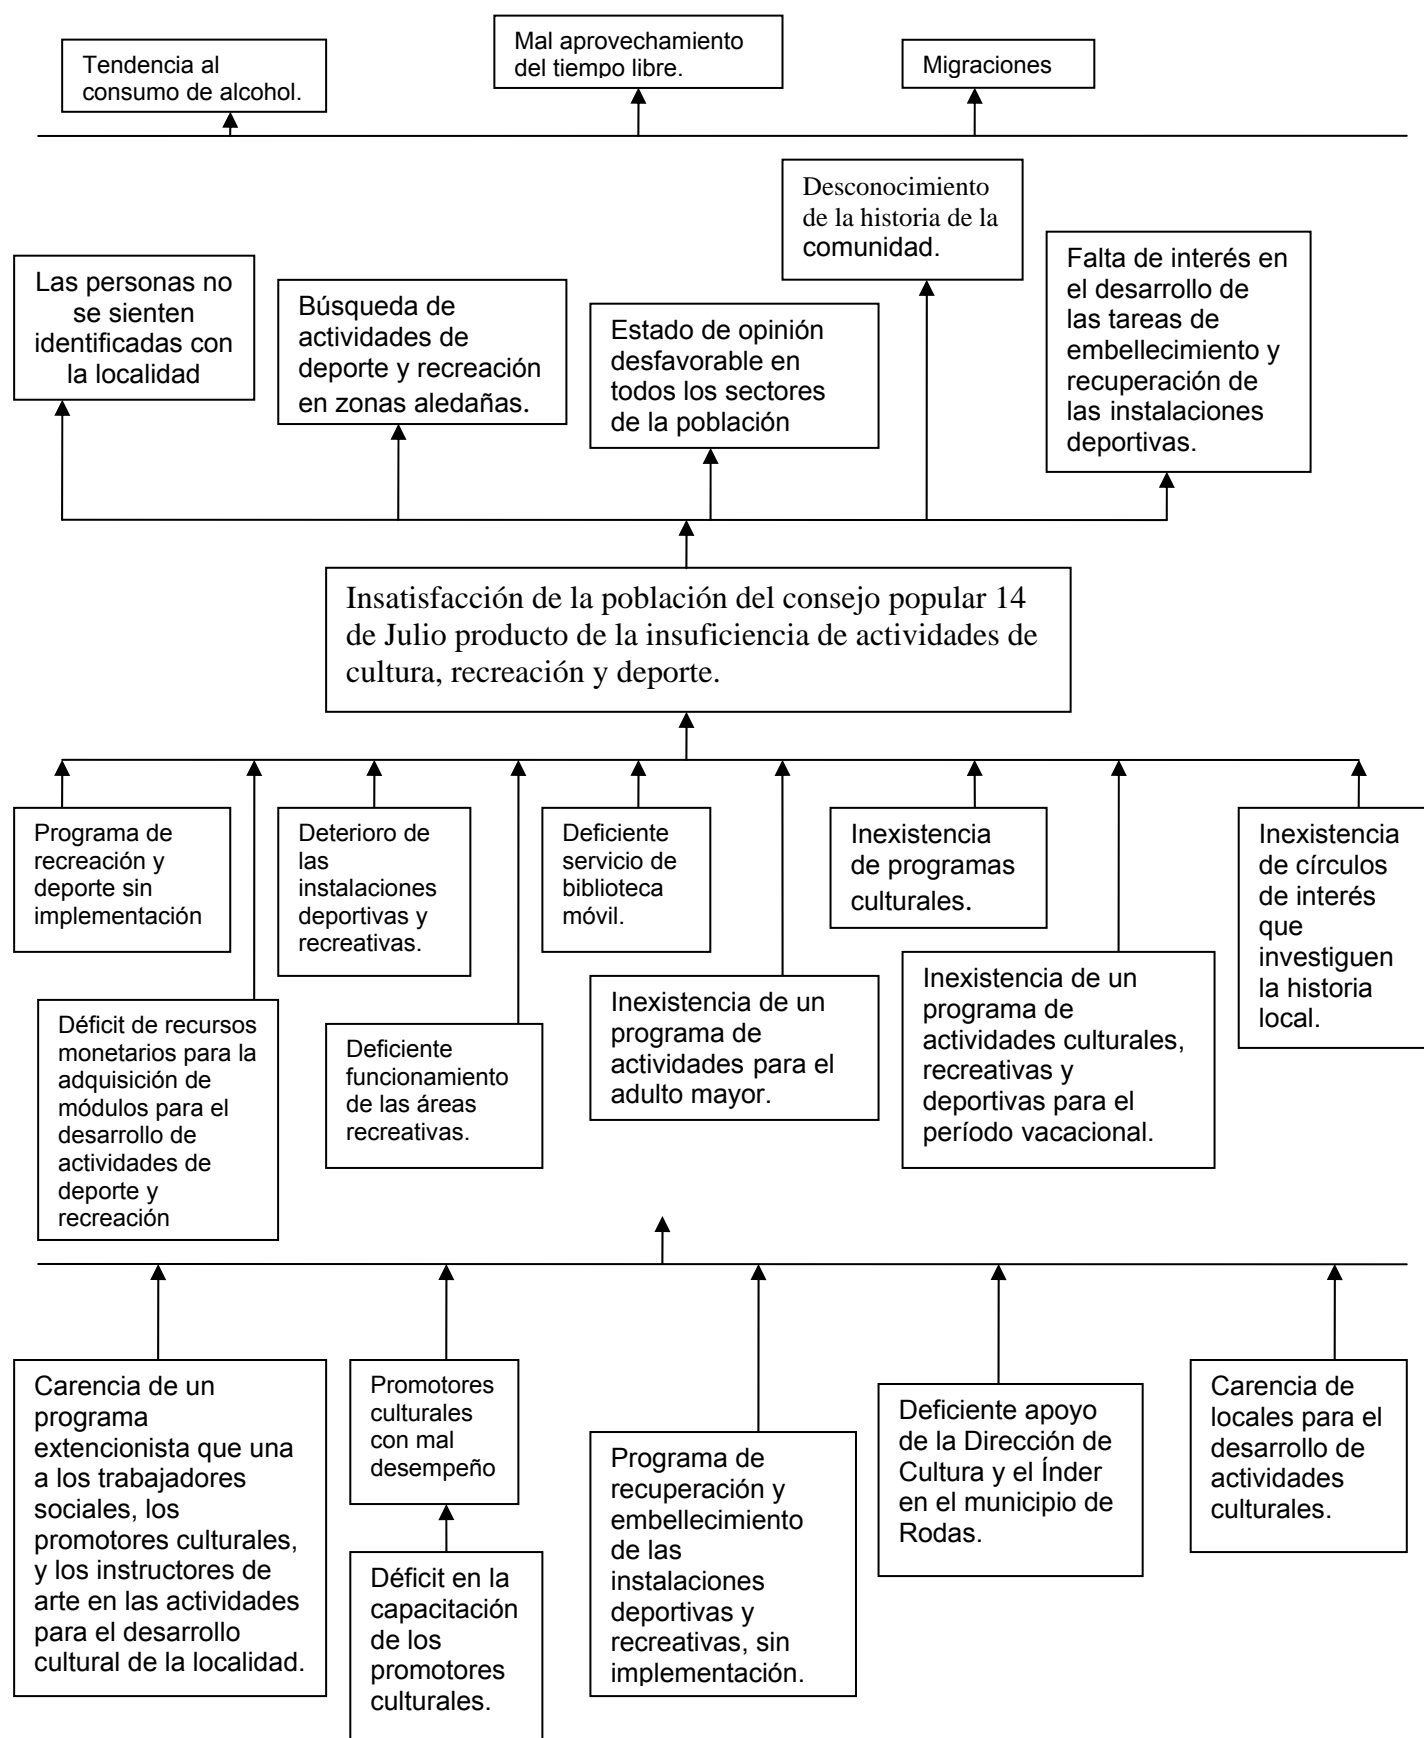 Tendencia al
consumo de alcohol.
Mal aprovechamiento
del tiempo libre.
Migraciones
Desconocimiento
de la historia de la
comunidad.
Las personas no
se sienten
identificadas con
la localidad
Búsqueda de
actividades de
deporte y recreación
en zonas aledañas.
Estado de opinión
desfavorable en
todos los sectores
de la población
Falta de interés en
el desarrollo de
las tareas de
embellecimiento y
recuperación de
las instalaciones
deportivas.
Insatisfacción de la población del consejo popular 14
de Julio producto de la insuficiencia de actividades de
cultura, recreación y deporte.
Programa de
recreación y
deporte sin
implementación
Deterioro de
las
instalaciones
deportivas y
recreativas.
Deficiente
servicio de
biblioteca
móvil.
Inexistencia
de programas
culturales.
Inexistencia
de círculos
de interés
que
investiguen
la historia
local.
Déficit de recursos
monetarios para la
adquisición de
módulos para el
desarrollo de
actividades de
deporte y
recreación
Deficiente
funcionamiento
de las áreas
recreativas.
Inexistencia de un
programa de
actividades para el
adulto mayor.
Inexistencia de un
programa de
actividades culturales,
recreativas y
deportivas para el
período vacacional.
Carencia de un
programa
extencionista que una
a los trabajadores
sociales, los
promotores culturales,
y los instructores de
arte en las actividades
para el desarrollo
cultural de la localidad.
Promotores
culturales
con mal
desempeño
Déficit en la
capacitación
de los
promotores
culturales.
Programa de
recuperación y
embellecimiento
de las
instalaciones
deportivas y
recreativas, sin
implementación.
Deficiente apoyo
de la Dirección de
Cultura y el Índer
en el municipio de
Rodas.
Carencia de
locales para el
desarrollo de
actividades
culturales.